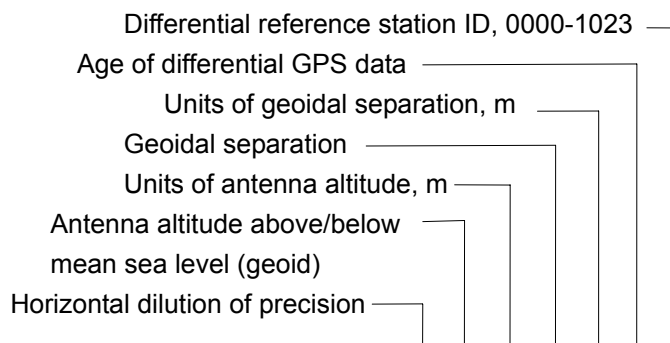 Differential reference station ID, 0000-1023
Age of differential GPS data
Units of geoidal separation, m
Geoidal separation
Units of antenna altitude, m
Antenna altitude above/below
mean sea level (geoid)
Horizontal dilution of precision